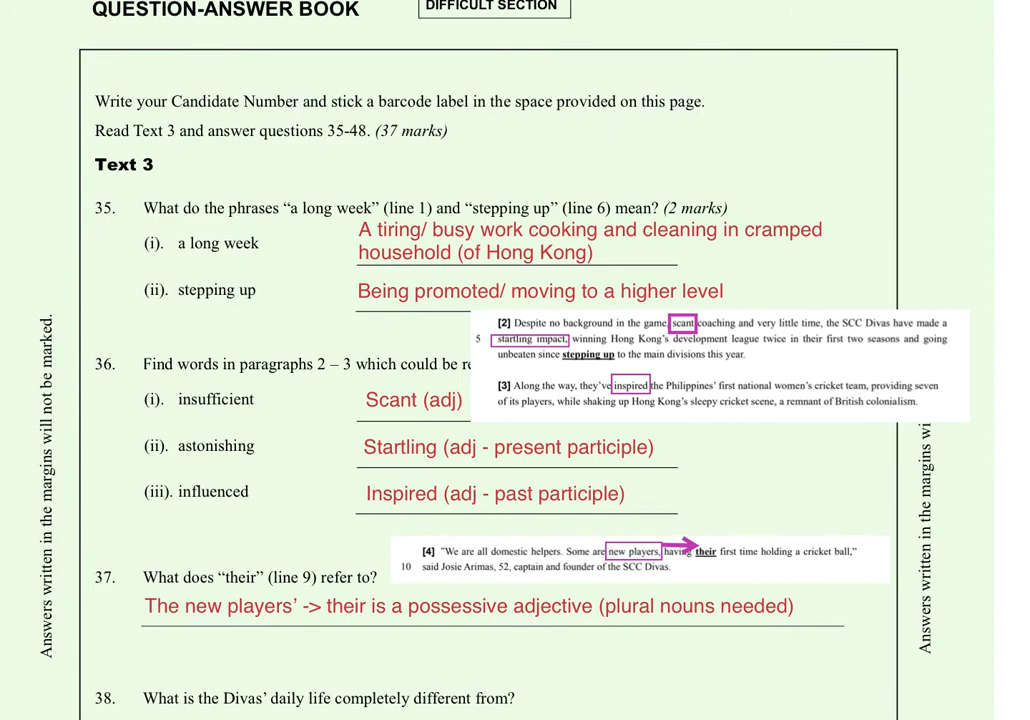 QUESTION-ANSWER BOOK
DIFFICULT SECTION
Write your Candidate Number and stick a barcode label in the space provided on this page.
Read Text 3 and answer questions 35-48. (37 marks)
Text 3
35. What do the phrases “a long week” (line 1) and “stepping up” (line 6) mean? (2 marks)
(i). a long week
A tiring/ busy work cooking and cleaning in cramped
household (of Hong Kong)
(ii). stepping up
Being promoted/ moving to a higher level
[2] Despite no background in the game, scant coaching and very little time, the SCC Divas have made a
5 startling impact, winning Hong Kong’s development league twice in their first two seasons and going
unbeaten since stepping up to the main divisions this year.
[3] Along the way, they’ve inspired the Philippines’ first national women’s cricket team, providing seven
of its players, while shaking up Hong Kong’s sleepy cricket scene, a remnant of British colonialism.
36. Find words in paragraphs 2 – 3 which could be
(i). insufficient
Scant (adj)
(ii). astonishing
Startling (adj - present participle)
(iii). influenced
Inspired (adj - past participle)
[4] “We are all domestic helpers. Some are new players, having their first time holding a cricket ball,”
10 said Josie Arimas, 52, captain and founder of the SCC Divas.
37. What does “their” (line 9) refer to?
The new players’ -> their is a possessive adjective (plural nouns needed)
38. What is the Divas’ daily life completely different from?
Answers written in the margins will not be marked.
Answers written in the margins will not be marked.